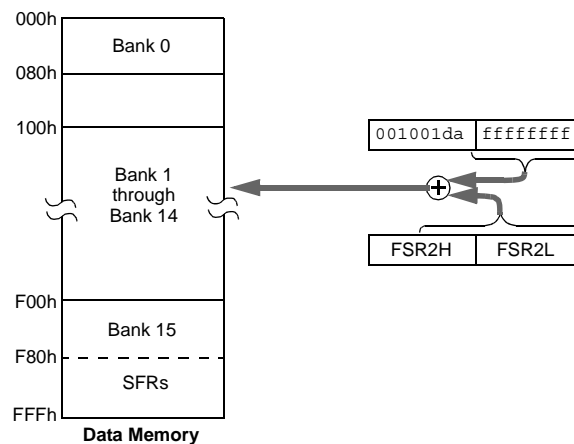 000h
Bank 0
080h
100h
001001da ffffffff
Bank 1
through
Bank 14
FSR2H FSR2L
F00h
Bank 15
F80h
SFRs
FFFh
Data Memory